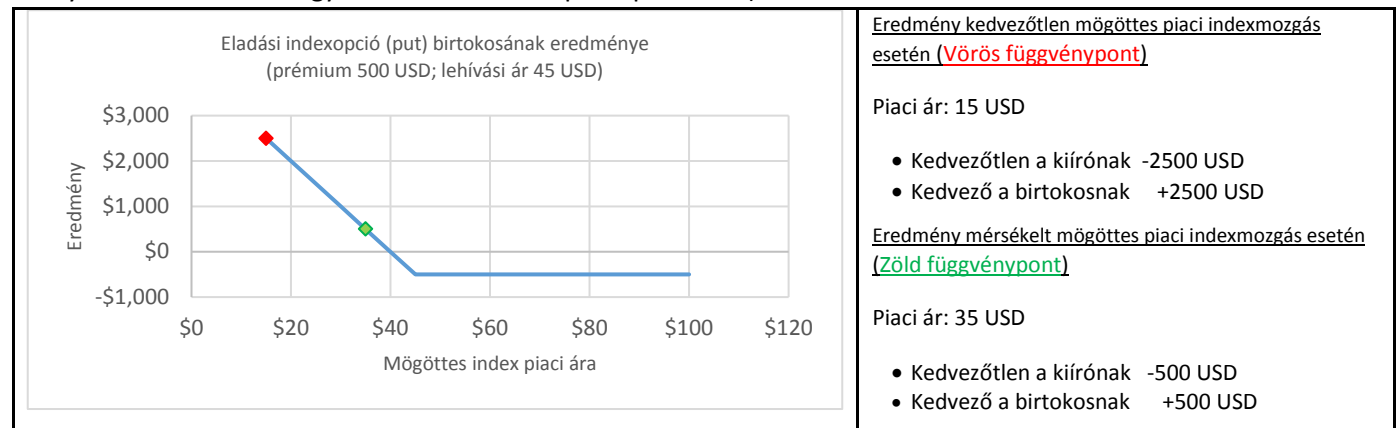 Eladási indexopció (put) birtokosának eredménye
(prémium 500 USD; lehívási ár 45 USD)
$3,000
$2,000
$1,000
$0
-$1,000
Eredmény
$0 $20 $40 $60 $80 $100 $120
Mögöttes index piaci ára
Eredmény kedvezőtlen mögöttes piaci indexmozgás
esetén (Vörös függvénypont)
Piaci ár: 15 USD
• Kedvezőtlen a kiírónak -2500 USD
• Kedvező a birtokosnak +2500 USD
Eredmény mérsékelt mögöttes piaci indexmozgás esetén
(Zöld függvénypont)
Piaci ár: 35 USD
• Kedvezőtlen a kiírónak -500 USD
• Kedvező a birtokosnak +500 USD